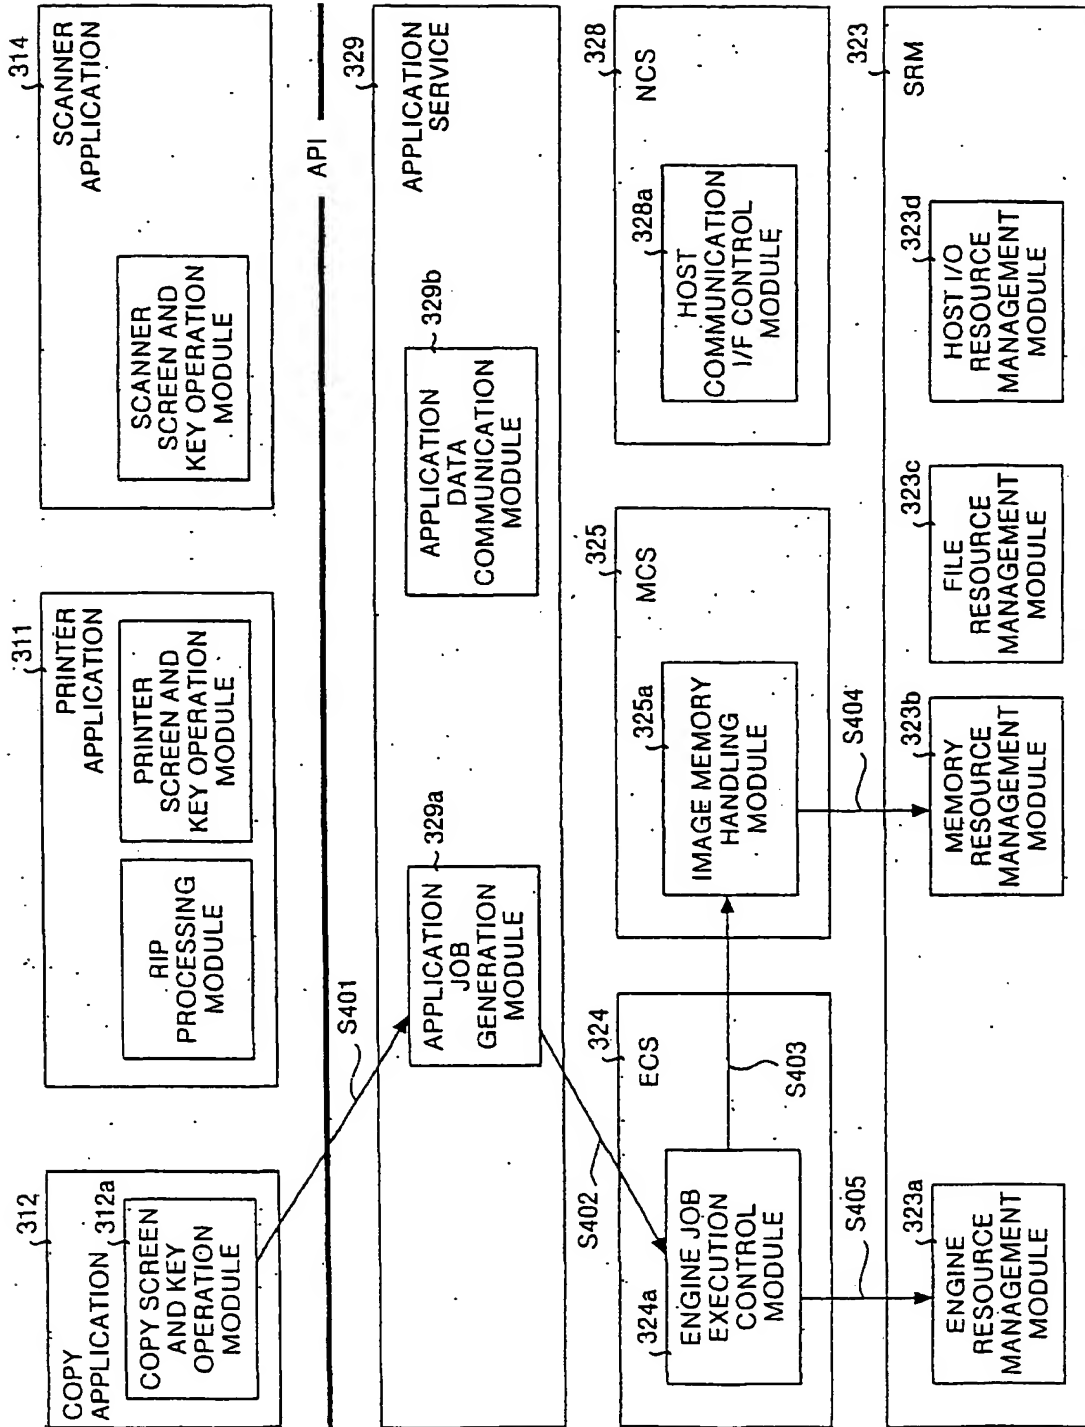 312
COPY
APPLICATION
312a
COPY SCREEN
AND KEY
OPERATION
MODULE
311
PRINTER
APPLICATION
RIP
PROCESSING
MODULE
PRINTER
SCREEN AND
KEY OPERATION
MODULE
314
SCANNER
APPLICATION
SCANNER
SCREEN AND
KEY OPERATION
MODULE
API
S401
329
APPLICATION
SERVICE
329a
APPLICATION
JOB
GENERATION
MODULE
329b
APPLICATION
DATA
COMMUNICATION
MODULE
S402
324
ECS
324a
ENGINE JOB
EXECUTION
CONTROL
MODULE
S403
325
MCS
325a
IMAGE MEMORY
HANDLING
MODULE
328
NCS
328a
HOST
COMMUNICATION
I/F CONTROL
MODULE
S405
S404
323
SRM
323a
ENGINE
RESOURCE
MANAGEMENT
MODULE
323b
MEMORY
RESOURCE
MANAGEMENT
MODULE
323c
FILE
RESOURCE
MANAGEMENT
MODULE
323d
HOST I/O
RESOURCE
MANAGEMENT
MODULE